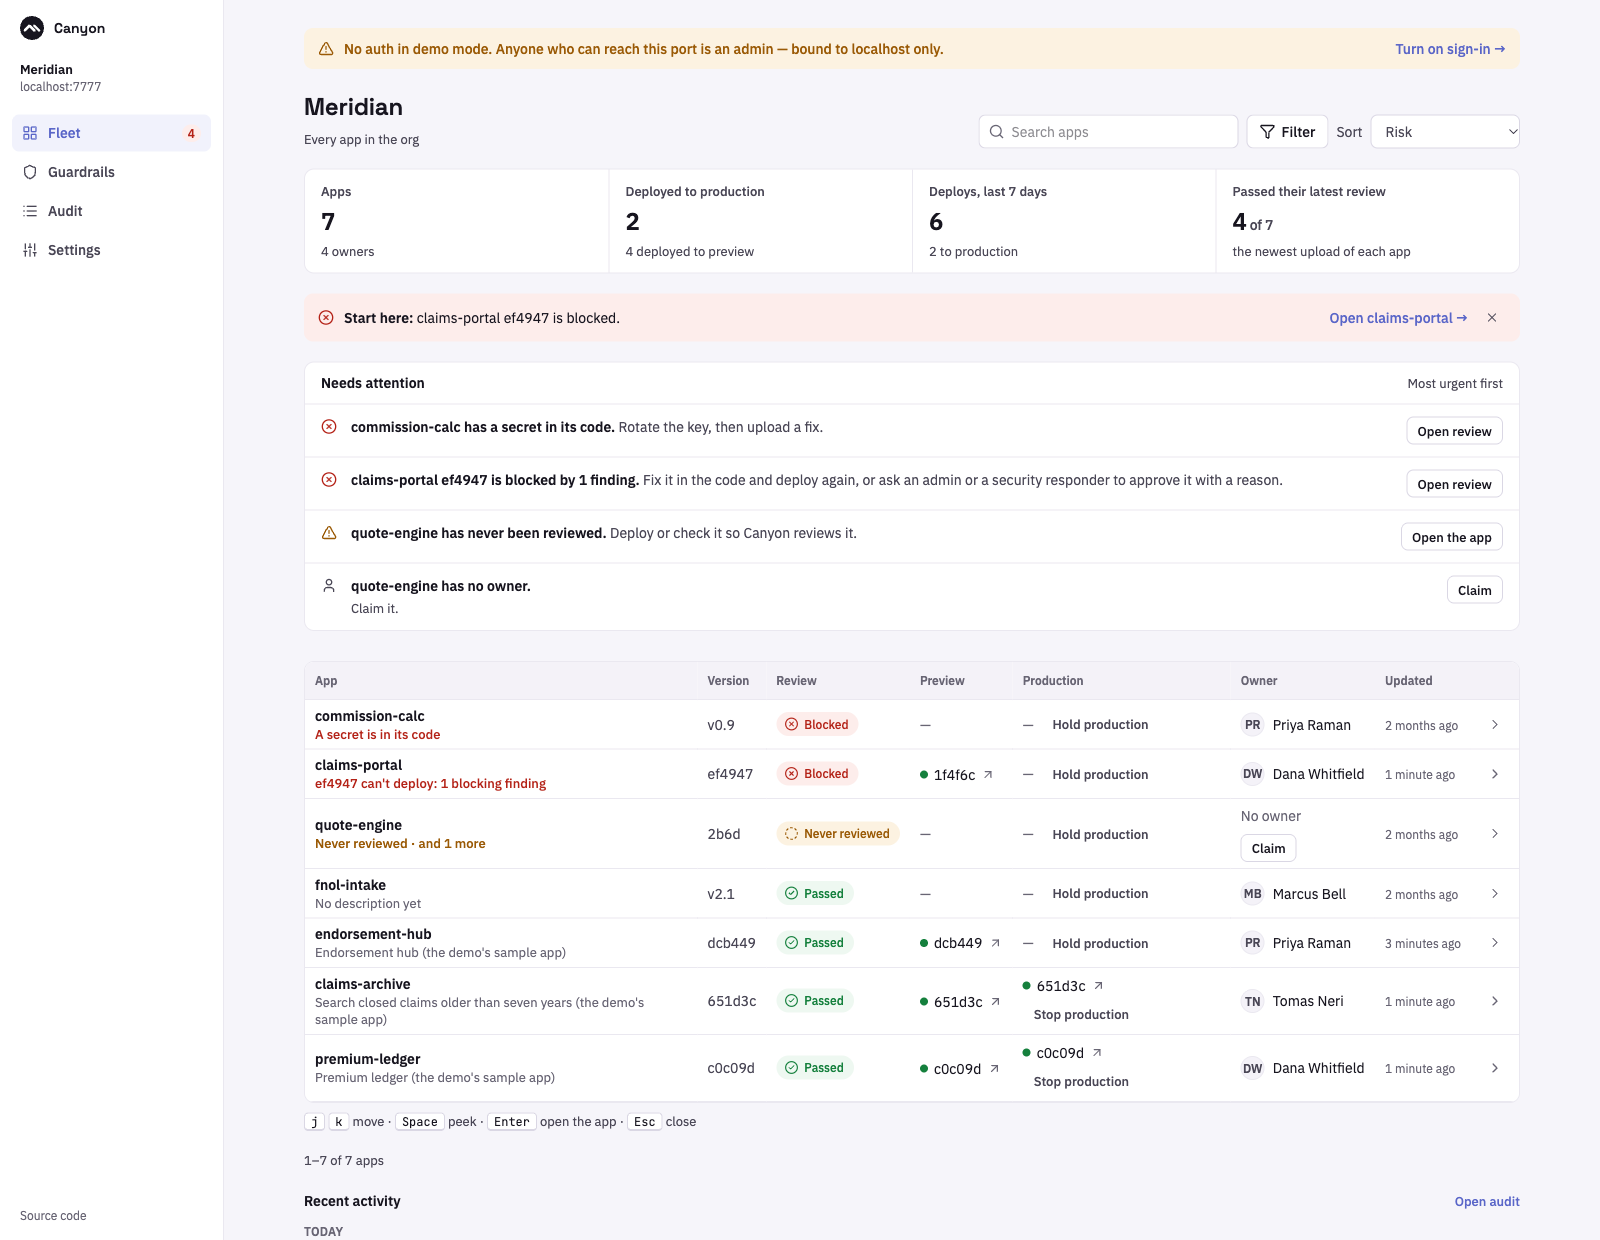 Canyon
Meridian
localhost:7777
Fleet 4
Guardrails
Audit
Settings
Source code
No auth in demo mode. Anyone who can reach this port is an admin — bound to localhost only. Turn on sign-in →
Meridian
Every app in the org
Search apps Filter Sort Risk
Apps
7
4 owners
Deployed to production
2
4 deployed to preview
Deploys, last 7 days
6
2 to production
Passed their latest review
4 of 7
the newest upload of each app
Start here: claims-portal ef4947 is blocked. Open claims-portal →
Needs attention Most urgent first
commission-calc has a secret in its code. Rotate the key, then upload a fix. Open review
claims-portal ef4947 is blocked by 1 finding. Fix it in the code and deploy again, or ask an admin or a security responder to approve it with a reason. Open review
quote-engine has never been reviewed. Deploy or check it so Canyon reviews it. Open the app
quote-engine has no owner. Claim
Claim it.
App Version Review Preview Production Owner Updated
commission-calc
A secret is in its code
v0.9 Blocked — — Hold production PR Priya Raman 2 months ago
claims-portal
ef4947 can't deploy: 1 blocking finding
ef4947 Blocked 1f4f6c ↗ — Hold production DW Dana Whitfield 1 minute ago
quote-engine
Never reviewed · and 1 more
2b6d Never reviewed — — Hold production No owner 2 months ago
Claim
fnol-intake
No description yet
v2.1 Passed — — Hold production MB Marcus Bell 2 months ago
endorsement-hub
Endorsement hub (the demo's sample app)
dcb449 Passed dcb449 ↗ — Hold production PR Priya Raman 3 minutes ago
claims-archive
Search closed claims older than seven years (the demo's
sample app)
651d3c Passed 651d3c ↗ 651d3c ↗ TN Tomas Neri 1 minute ago
Stop production
premium-ledger
Premium ledger (the demo's sample app)
c0c09d Passed c0c09d ↗ c0c09d ↗ DW Dana Whitfield 1 minute ago
Stop production
j k move · Space peek · Enter open the app · Esc close
1–7 of 7 apps
Recent activity Open audit
TODAY